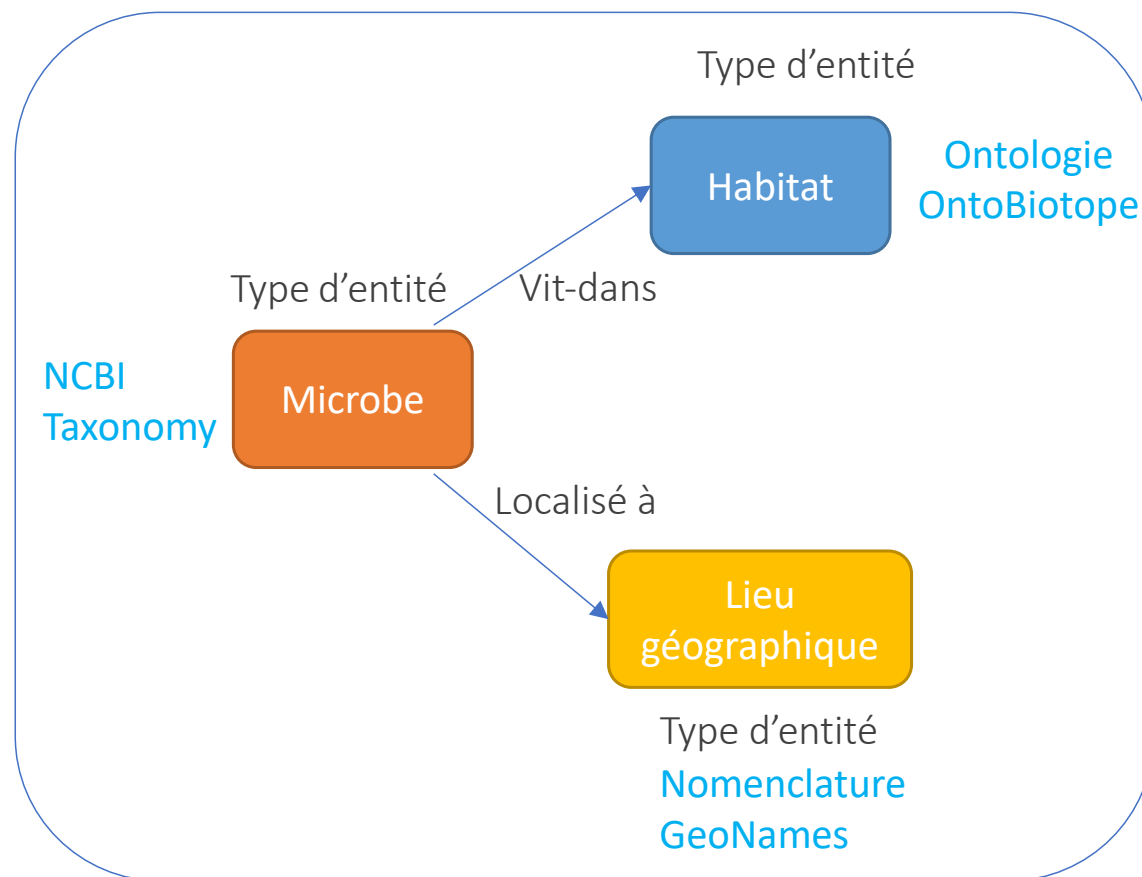 Type d’entité
Habitat
Ontologie
OntoBiotope
Type d’entité
Vit-dans
NCBI
Taxonomy
Microbe
Localisé à
Lieu
géographique
Type d’entité
Nomenclature
GeoNames